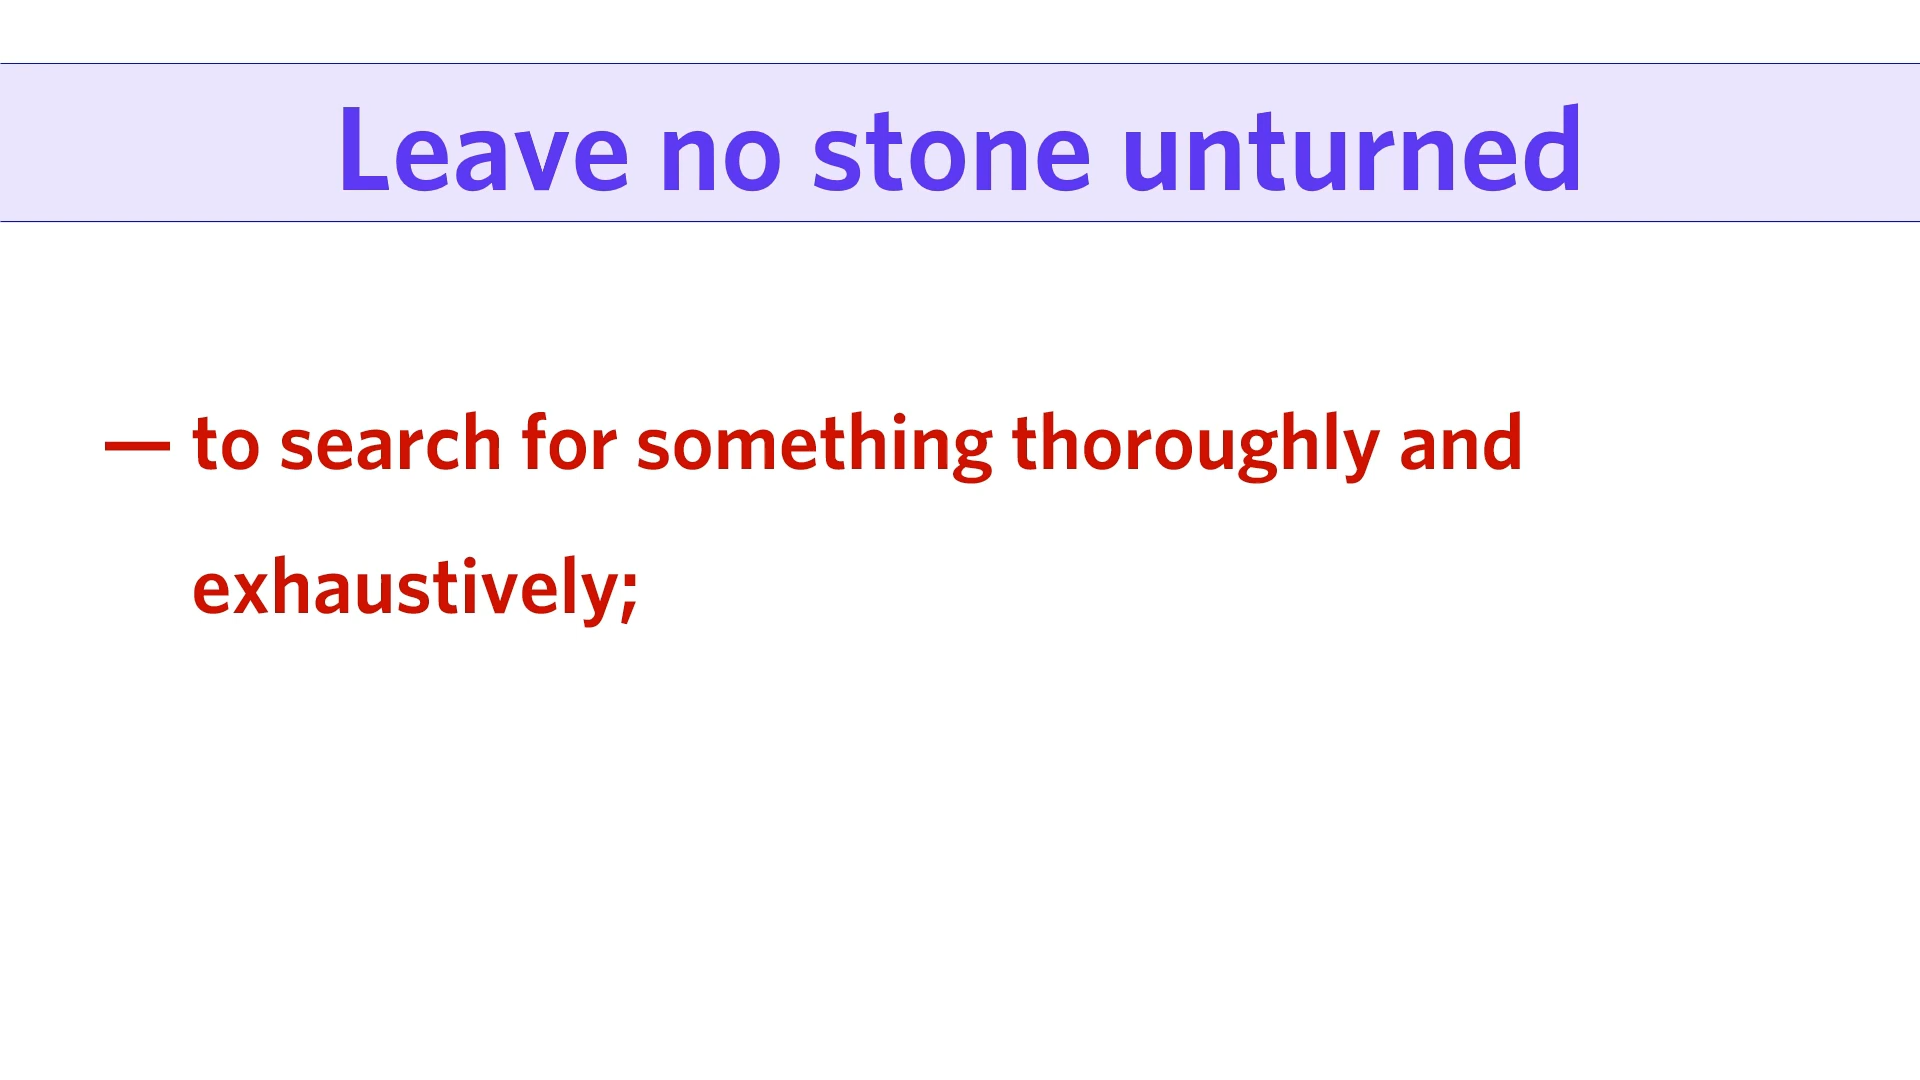 Leave no stone unturned
— to search for something thoroughly and
exhaustively;